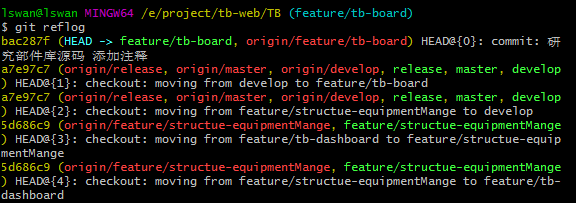 lswan@lswan MINGW64 /e/project/tb-web/TB (feature/tb-board)
$ git reflog
bac287f (HEAD -> feature/tb-board, origin/feature/tb-board) HEAD@{0}: commit: 研
究部件库源码 添加注释
a7e97c7 (origin/release, origin/master, origin/develop, release, master, develop
) HEAD@{1}: checkout: moving from develop to feature/tb-board
a7e97c7 (origin/release, origin/master, origin/develop, release, master, develop
) HEAD@{2}: checkout: moving from feature/structue-equipmentMange to develop
5d686c9 (origin/feature/structue-equipmentMange, feature/structue-equipmentMange
) HEAD@{3}: checkout: moving from feature/tb-dashboard to feature/structue-equip
mentMange
5d686c9 (origin/feature/structue-equipmentMange, feature/structue-equipmentMange
) HEAD@{4}: checkout: moving from feature/structue-equipmentMange to feature/tb-
dashboard